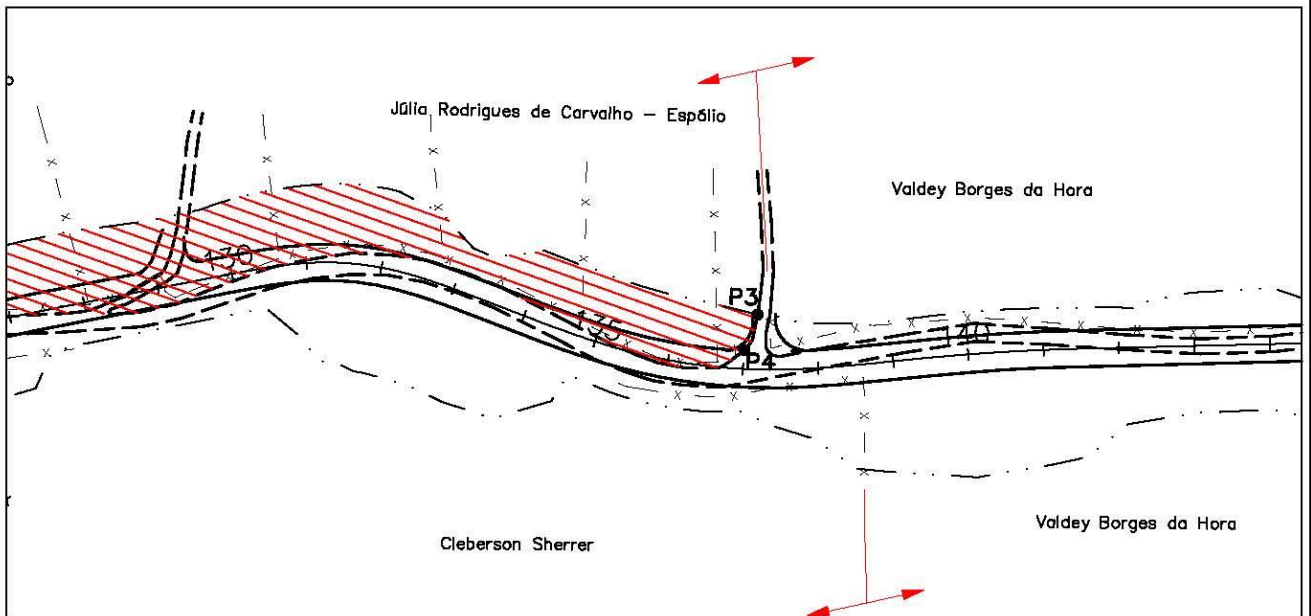 Júlia Rodrigues de Carvalho – Espólio
Valdey Borges da Hora
130
P3
135
140
P4
Valdey Borges da Hora
Cleberson Sherrer